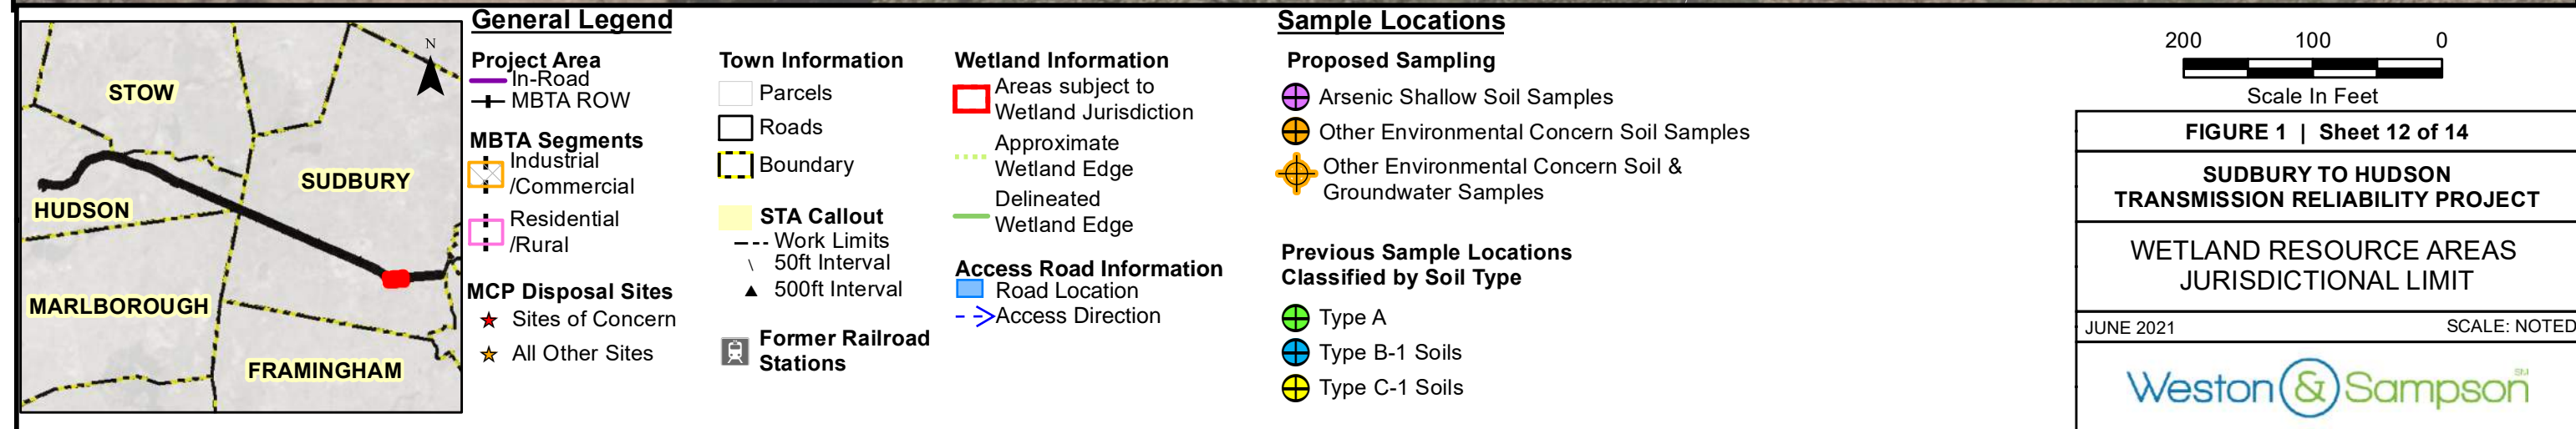 N
STOW
SUDBURY
HUDSON
MARLBOROUGH
FRAMINGHAM
General Legend
Project Area
In-Road
MBTA ROW
MBTA Segments
Industrial
/Commercial
Residential
/Rural
MCP Disposal Sites
Sites of Concern
All Other Sites
Town Information
Parcels
Roads
Boundary
STA Callout
Work Limits
50ft Interval
500ft Interval
Former Railroad
Stations
Wetland Information
Areas subject to
Wetland Jurisdiction
Approximate
Wetland Edge
Delineated
Wetland Edge
Access Road Information
Road Location
Access Direction
Sample Locations
Proposed Sampling
Arsenic Shallow Soil Samples
Other Environmental Concern Soil Samples
Other Environmental Concern Soil &
Groundwater Samples
Previous Sample Locations
Classified by Soil Type
Type A
Type B-1 Soils
Type C-1 Soils
200 100 0
Scale In Feet
FIGURE 1 | Sheet 12 of 14
SUDBURY TO HUDSON
TRANSMISSION RELIABILITY PROJECT
WETLAND RESOURCE AREAS
JURISDICTIONAL LIMIT
JUNE 2021 SCALE: NOTED
Weston & Sampson SM